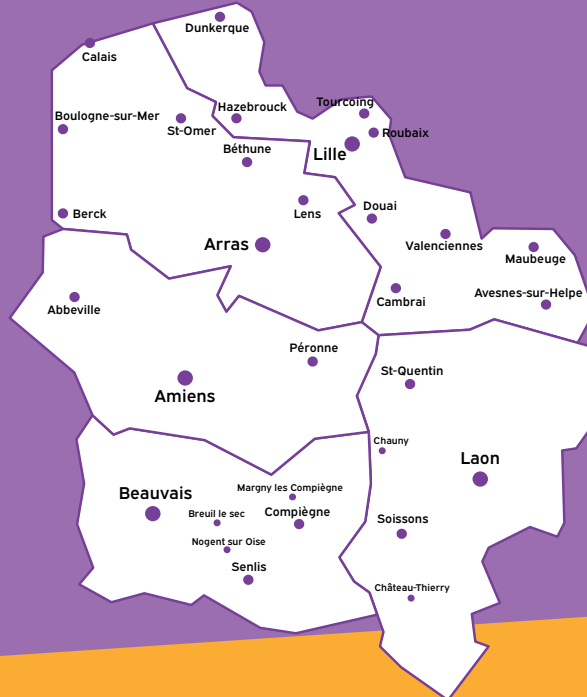 Dunkerque
Calais
Tourcoing
Hazebrouck
Boulogne-sur-Mer
St-Omer
Roubaix
Béthune
Lille
Lens
Douai
Berck
Arras
Valenciennes
Maubeuge
Avesnes-sur-Helpe
Cambrai
Abbeville
Péronne
St-Quentin
Amiens
Chauny
Laon
Margny les Compiègne
Beauvais
Breuil le sec
Compiègne
Soissons
Nogent sur Oise
Senlis
Château-Thierry